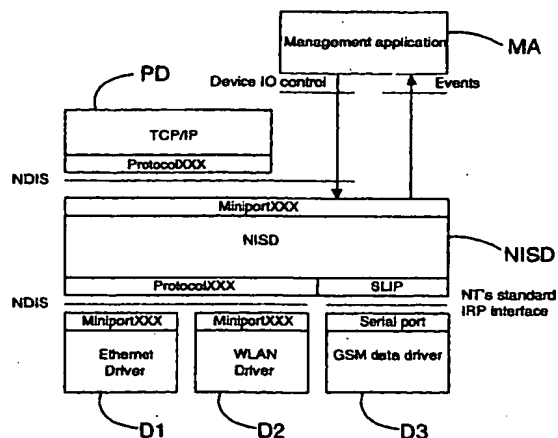 Management application
MA
PD
Device IO control
Events
TCP/IP
ProtocolXXX
NDIS
MiniportXXX
NISD
NISD
ProtocolXXX
SLIP
NDIS
NT's standard
IRP interface
MiniportXXX
MiniportXXX
Serial port
Ethernet
Driver
WLAN
Driver
GSM data driver
D1
D2
D3